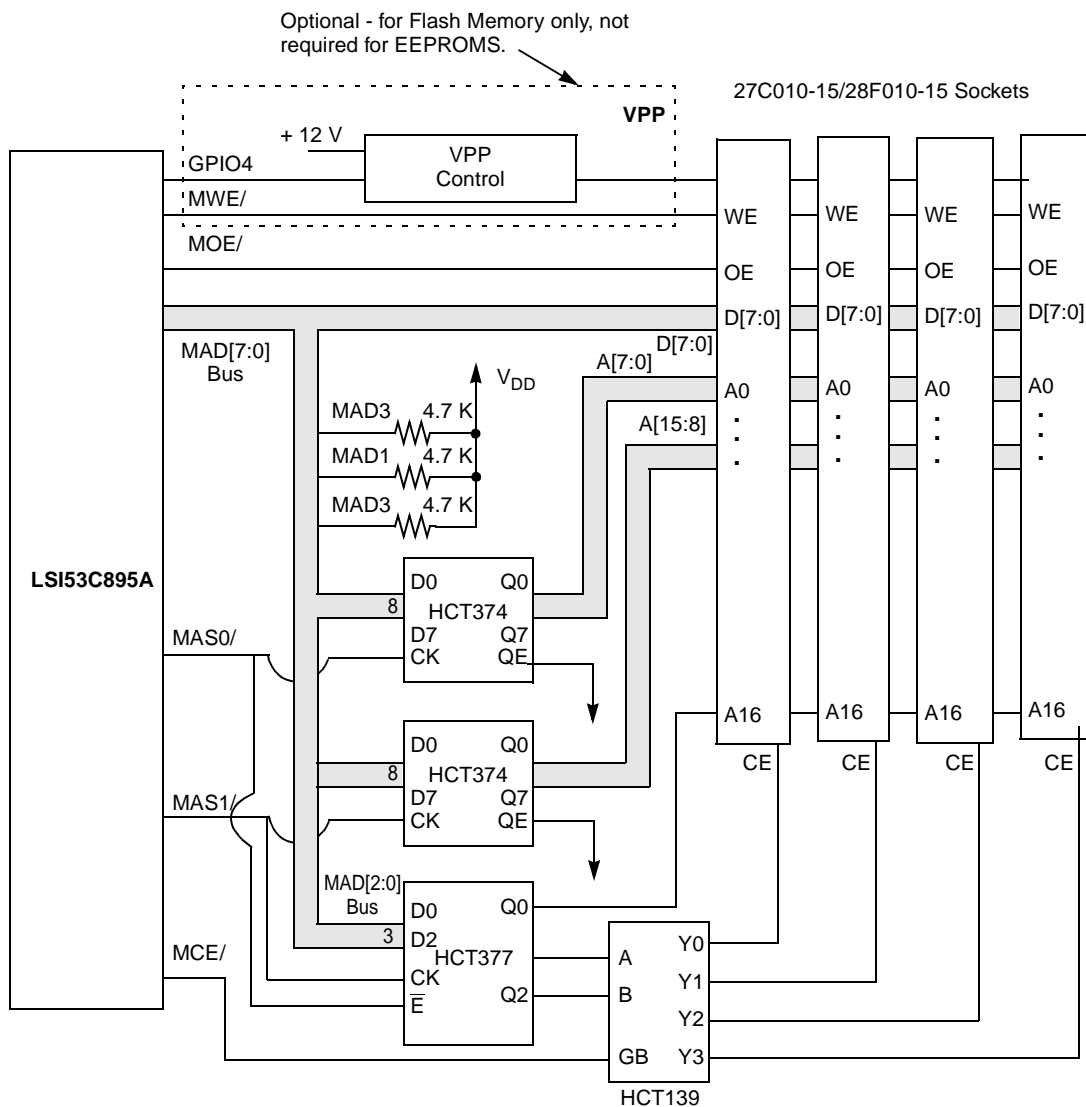 Optional - for Flash Memory only, not
required for EEPROMS.
27C010-15/28F010-15 Sockets
VPP
+ 12 V
VPP
Control
GPIO4
MWE/
MOE/
WE
WE
WE
WE
OE
OE
OE
OE
D[7:0]
D[7:0]
D[7:0]
D[7:0]
MAD[7:0]
Bus
D[7:0]
A[7:0]
VDD
A0
A0
A0
A0
A[15:8]
MAD3
4.7 K
MAD1
4.7 K
MAD3
4.7 K
LSI53C895A
D0
Q0
8
HCT374
D7
Q7
CK
QE
MAS0/
A16
A16
A16
A16
D0
Q0
8
HCT374
D7
Q7
CK
QE
CE
CE
CE
CE
MAS1/
MAD[2:0]
Bus
D0
Q0
3
D2
HCT377
CK
Q2
E
MCE/
A
B
GB
Y0
Y1
Y2
Y3
HCT139